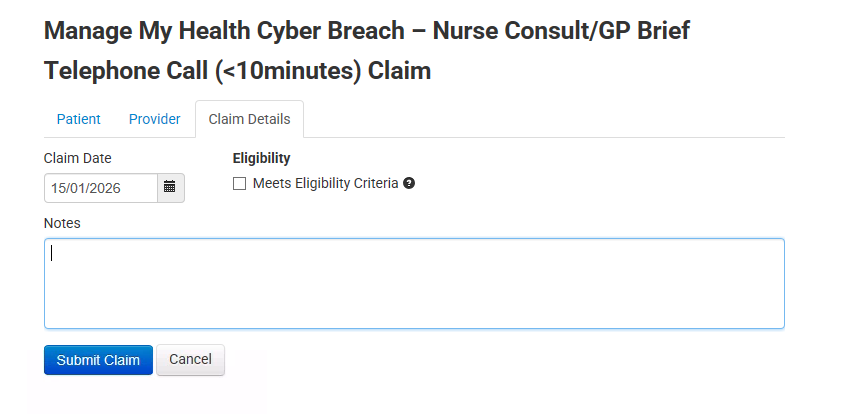 Manage My Health Cyber Breach – Nurse Consult/GP Brief
Telephone Call (<10minutes) Claim
Patient Provider Claim Details
Claim Date Eligibility
15/01/2026 Meets Eligibility Criteria ?
Notes
Submit Claim Cancel